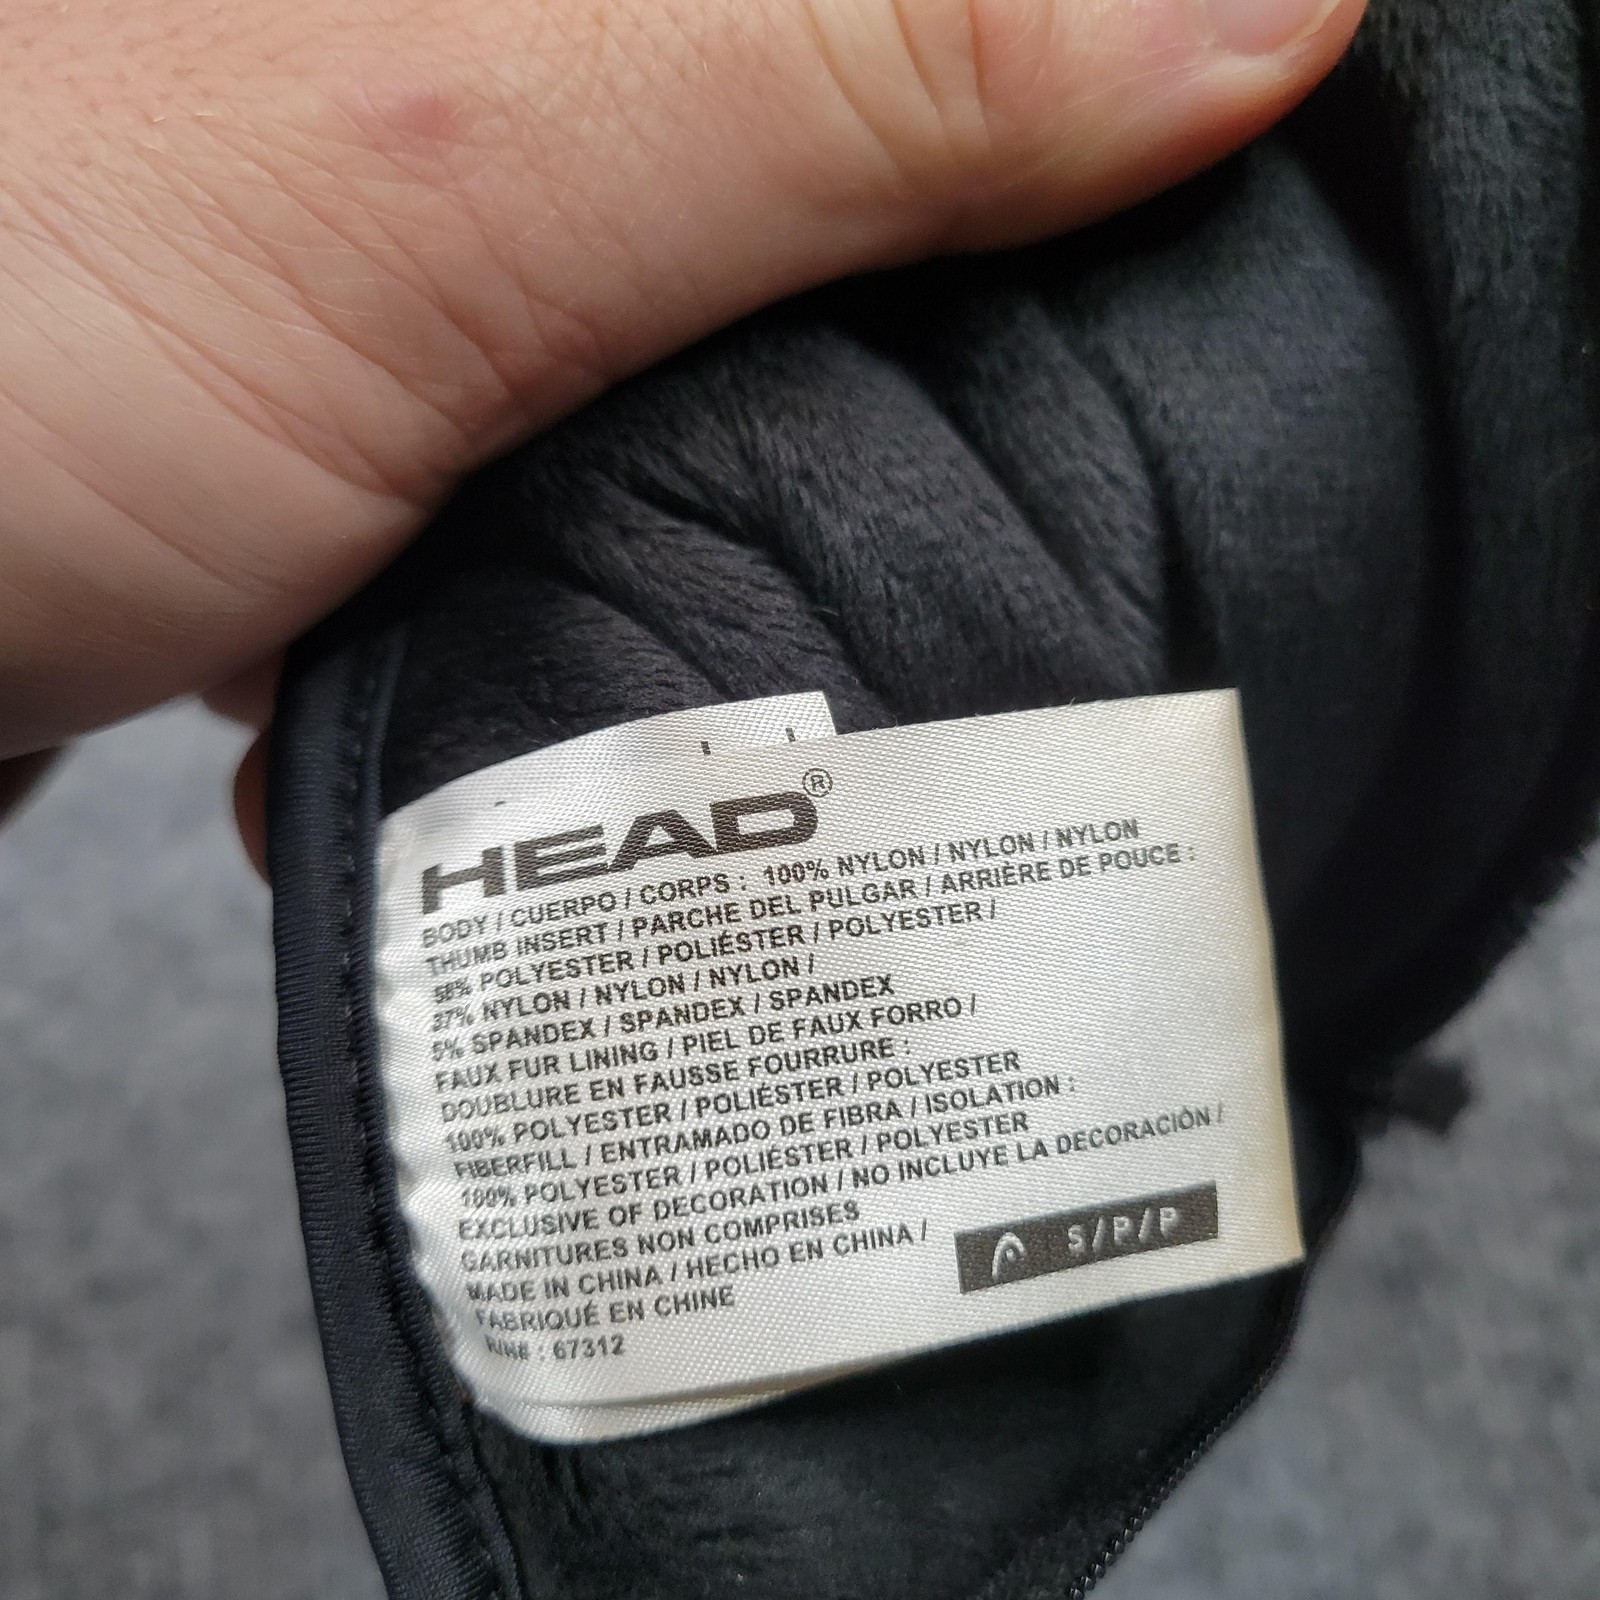 HEAD®
BODY / CUERPO / CORPS : 100% NYLON / NYLON / NYLON
THUMB INSERT / PARCHE DEL PULGAR / ARRIÈRE DE POUCE :
POLYESTER / POLIÉSTER / POLYESTER /
NYLON / NYLON / NYLON /
5% SPANDEX / SPANDEX / SPANDEX
FAUX FUR LINING / PIEL DE FAUX FORRO /
DOUBLURE EN FAUSSE FOURRURE :
100% POLYESTER / POLIÉSTER / POLYESTER
FIBERFILL / ENTRAMADO DE FIBRA / ISOLATION :
100% POLYESTER / POLIÉSTER / POLYESTER
EXCLUSIVE OF DECORATION / NO INCLUYE LA DECORACIÓN /
GARNITURES NON COMPRISES
MADE IN CHINA / HECHO EN CHINA /
FABRIQUÉ EN CHINE
: 67312
S/P/P